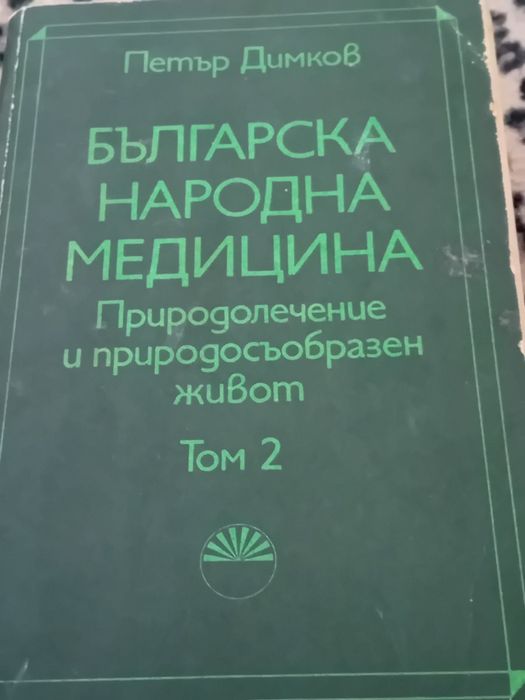 Петър Димков
БЪЛГАРСКА
НАРОДНА
МЕДИЦИНА
Природолечение
и природосъобразен
живот
Том 2